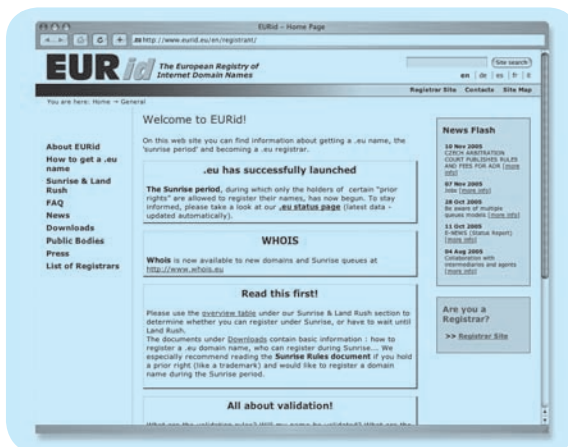 EURid – Home Page
http://www.eurid.eu/en/registrant/
EURid
The European Registry of
Internet Domain Names
Site search
en | de | es | fr | it
Registrar Site Contacts Site Map
You are here: Home → General
About EURid
How to get a .eu
name
Sunrise & Land
Rush
FAQ
News
Downloads
Public Bodies
Press
List of Registrars
Welcome to EURid!
On this web site you can find information about getting a .eu name, the
'sunrise period' and becoming a .eu registrar.
.eu has successfully launched
The Sunrise period, during which only the holders of certain "prior
rights" are allowed to register their names, has now begun. To stay
informed, please take a look at our .eu status page (latest data -
updated automatically).
WHOIS
Whois is now available to new domains and Sunrise queues at
http://www.whois.eu
Read this first!
Please use the overview table under our Sunrise & Land Rush section to
determine whether you can register under Sunrise, or have to wait until
Land Rush.
The documents under Downloads contain basic information : how to
register a .eu domain name, who can register during Sunrise... We
especially recommend reading the Sunrise Rules document if you hold
a prior right (like a trademark) and would like to register a domain
name during the Sunrise period.
All about validation!
News Flash
10 Nov 2005
CZECH ARBITRATION
COURT PUBLISHES RULES
AND FEES FOR ADR [more
info]
07 Nov 2005
Jobs [more info]
28 Oct 2005
Be aware of multiple
queues models [more info]
11 Oct 2005
E-NEWS (Status Report)
[more info]
04 Aug 2005
Collaboration with
intermediaries and agents
[more info]
Are you a
Registrar?
>> Registrar Site